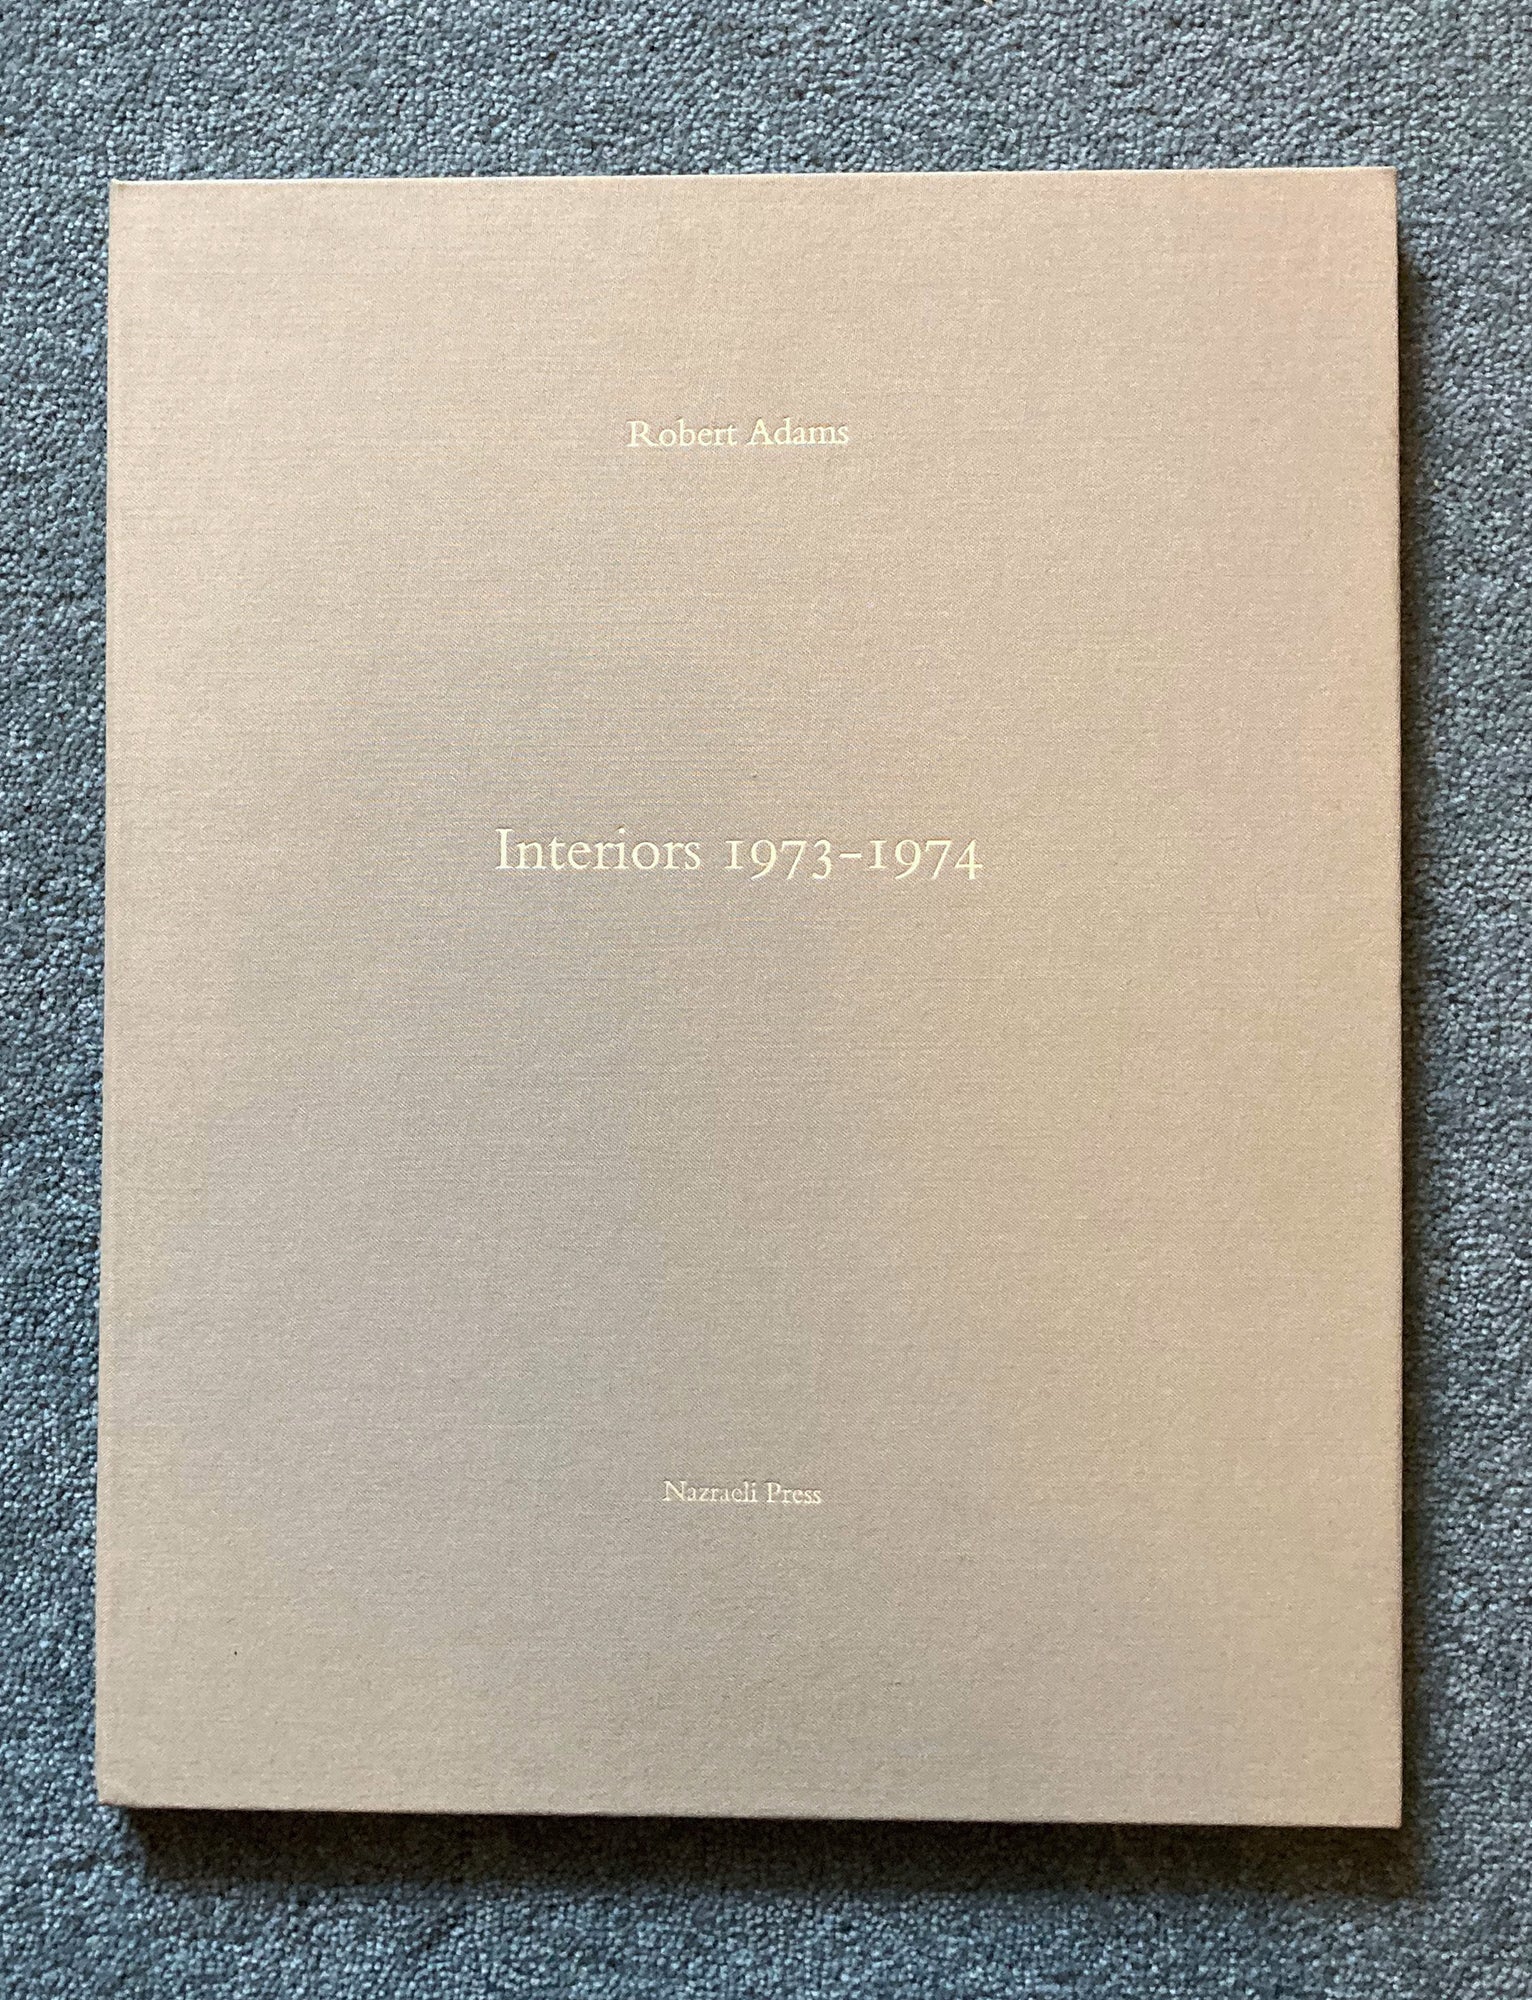 Robert Adams
Interiors 1973–1974
Nazraeli Press